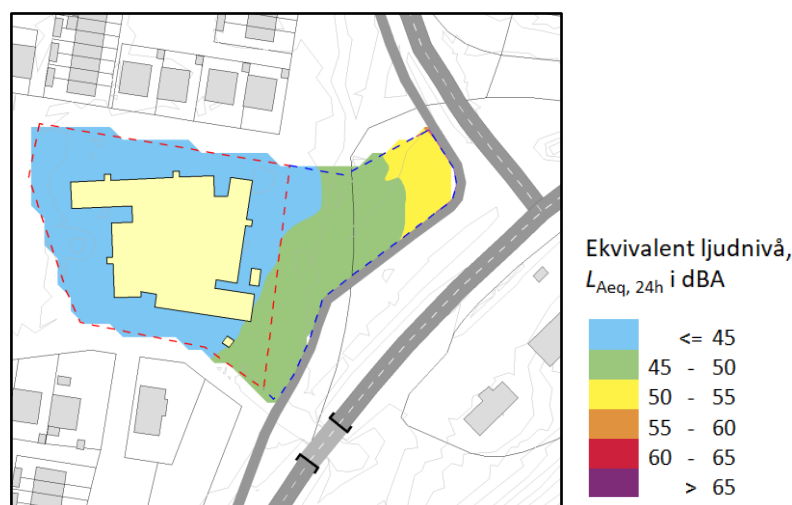 Ekvivalent ljudnivå,
LAeq, 24h i dBA
<= 45
45 - 50
50 - 55
55 - 60
60 - 65
> 65